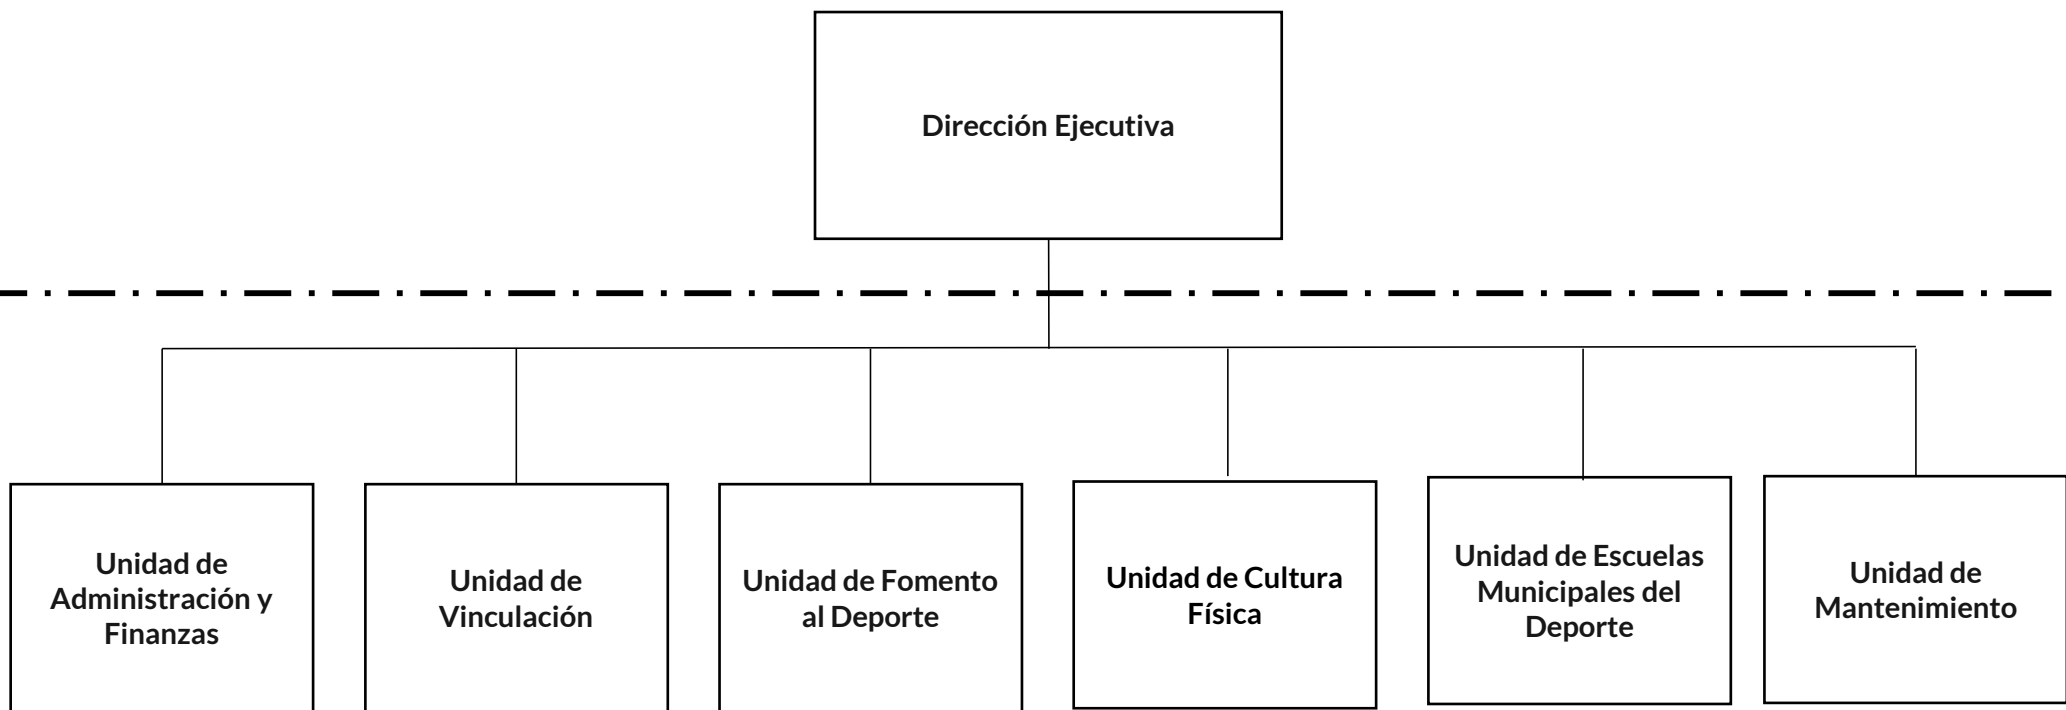 Dirección Ejecutiva
Unidad de
Administración y
Finanzas
Unidad de
Vinculación
Unidad de Fomento
al Deporte
Unidad de Cultura
Física
Unidad de Escuelas
Municipales del
Deporte
Unidad de
Mantenimiento